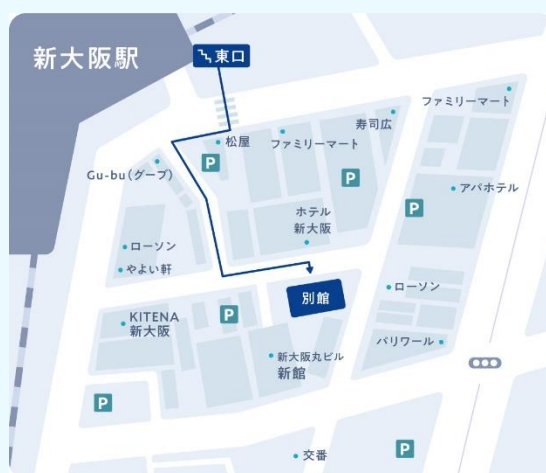 新大阪駅
東口
ファミリーマート
寿司広
松屋
ファミリーマート
P
P
Gu-bu(グーブ)
アパホテル
P
ホテル
新大阪
ローソン
やよい軒
ローソン
別館
KITENA
新大阪
P
バリワール
新大阪丸ビル
新館
P
交番
P